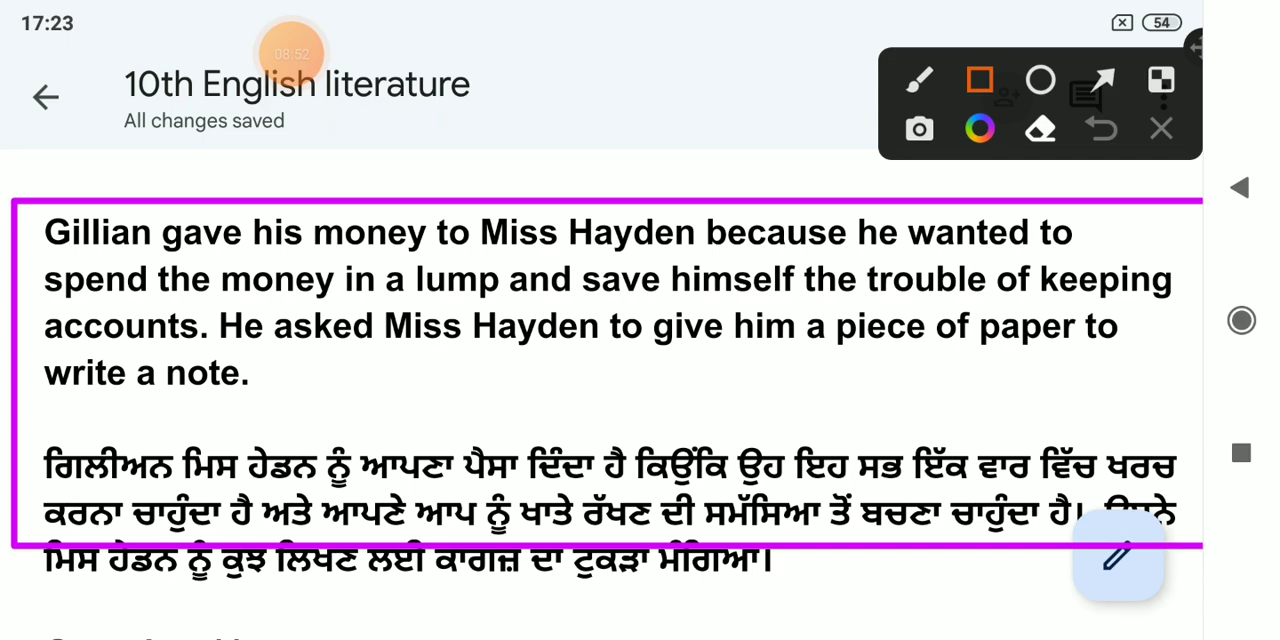 17:23
54
08:52
10th English literature
All changes saved
Gillian gave his money to Miss Hayden because he wanted to
spend the money in a lump and save himself the trouble of keeping
accounts. He asked Miss Hayden to give him a piece of paper to
write a note.
ਗਿਲੀਅਨ ਮਿਸ ਹੇਡਨ ਨੂੰ ਆਪਣਾ ਪੈਸਾ ਦਿੰਦਾ ਹੈ ਕਿਉਂਕਿ ਉਹ ਇਹ ਸਭ ਇੱਕ ਵਾਰ ਵਿੱਚ ਖਰਚ
ਕਰਨਾ ਚਾਹੁੰਦਾ ਹੈ ਅਤੇ ਆਪਣੇ ਆਪ ਨੂੰ ਖਾਤੇ ਰੱਖਣ ਦੀ ਸਮੱਸਿਆ ਤੋਂ ਬਚਣਾ ਚਾਹੁੰਦਾ ਹੈ।
ਮਿਸ ਹੇਡਨ ਨੂੰ ਕੁਝ ਲਿਖਣ ਲਈ ਕਾਗਜ਼ ਦਾ ਟੁਕੜਾ ਮੰਗਿਆ।